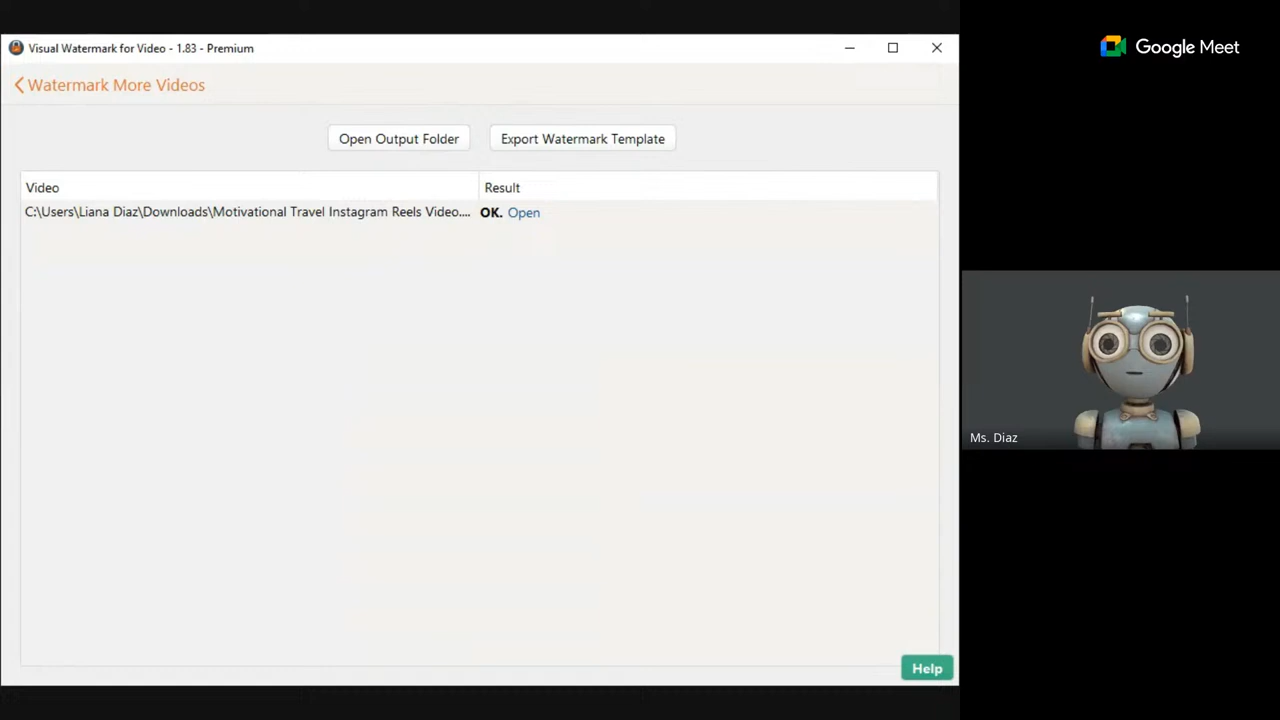 Visual Watermark for Video - 1.83 - Premium
Google Meet
Watermark More Videos
Open Output Folder
Export Watermark Template
Video
Result
C:\Users\Liana Diaz\Downloads\Motivational Travel Instagram Reels Video....
OK. Open
Ms. Diaz
Help